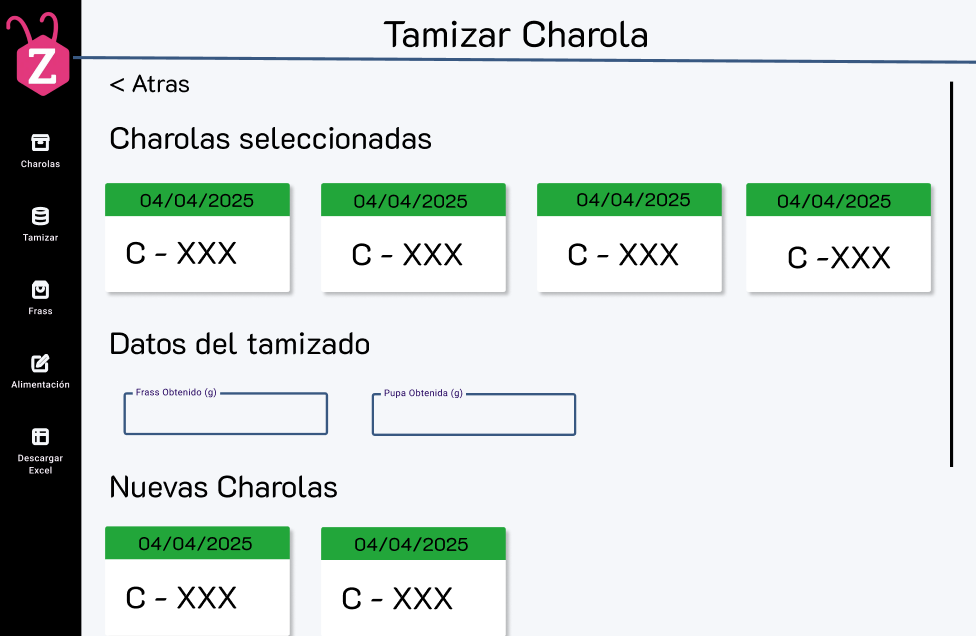 Tamizar Charola
Z
< Atras
Charolas seleccionadas
Charolas
Tamizar
Frass
Alimentación
Descargar
Excel
04/04/2025
C - XXX
04/04/2025
C - XXX
04/04/2025
C - XXX
04/04/2025
C -XXX
Datos del tamizado
Frass Obtenido (g)
Pupa Obtenida (g)
Nuevas Charolas
04/04/2025
C - XXX
04/04/2025
C - XXX